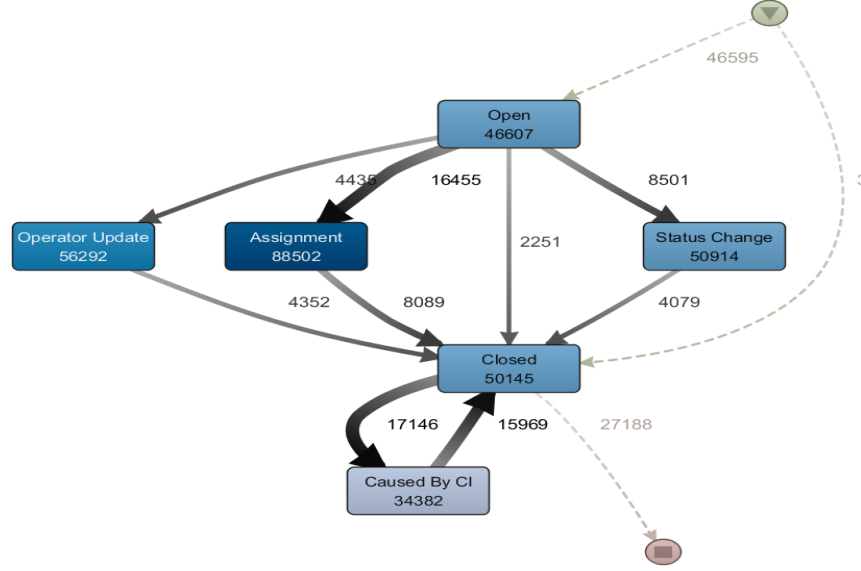 46595
Open
46607
4435
16455
8501
Operator Update
56292
Assignment
88502
2251
Status Change
50914
4352
8089
4079
Closed
50145
17146
15969
27188
Caused By CI
34382